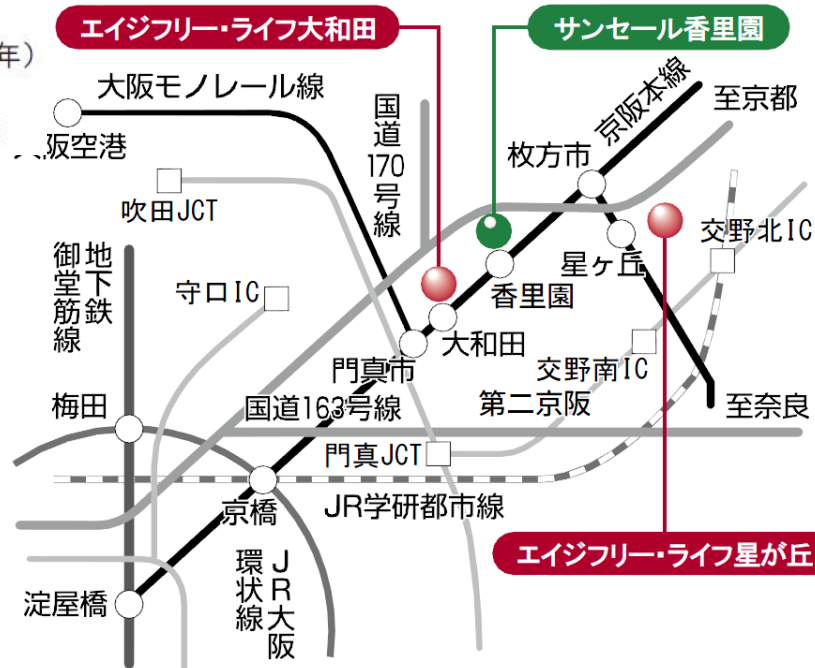 エイジフリー・ライフ大和田
サンセール香里園
年）
大阪モノレール線
国道170号線
京阪本線
至京都
阪空港
枚方市
吹田JCT
交野北IC
地下鉄
御堂筋線
守口IC
星ヶ丘
香里園
大和田
門真市
交野南IC
梅田
国道163号線
第二京阪
至奈良
門真JCT
京橋
JR学研都市線
エイジフリー・ライフ星が丘
淀屋橋
JR大阪
環状線